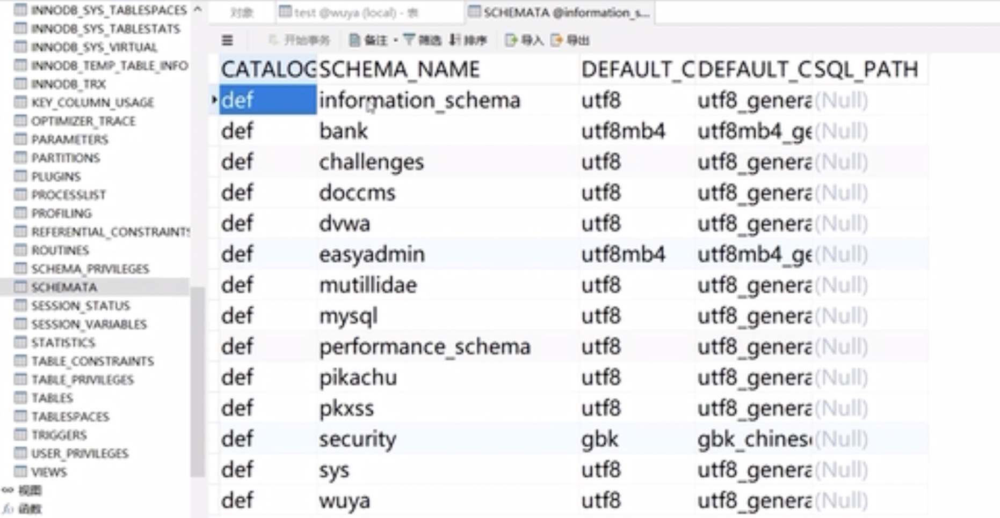 INNODB_SYS_TABLESPACES
INNODB_SYS_TABLESTATS
INNODB_SYS_VIRTUAL
INNODB_TEMP_TABLE_INFO
INNODB_TRX
KEY_COLUMN_USAGE
OPTIMIZER_TRACE
PARAMETERS
PARTITIONS
PLUGINS
PROCESSLIST
PROFILING
REFERENTIAL_CONSTRAINTS
ROUTINES
SCHEMA_PRIVILEGES
SCHEMATA
SESSION_STATUS
SESSION_VARIABLES
STATISTICS
TABLE_CONSTRAINTS
TABLE_PRIVILEGES
TABLES
TABLESPACES
TRIGGERS
USER_PRIVILEGES
VIEWS
视图
函数
对象 test @wuya (local) - 表 SCHEMATA @information_s...
开始事务 备注 筛选 排序 导入 导出
CATALOG SCHEMA_NAME DEFAULT_C DEFAULT_C SQL_PATH
def information_schema utf8 utf8_genera (Null)
def bank utf8mb4 utf8mb4_ge (Null)
def challenges utf8 utf8_genera (Null)
def doccms utf8 utf8_genera (Null)
def dvwa utf8 utf8_genera (Null)
def easyadmin utf8mb4 utf8mb4_ge (Null)
def mutillidae utf8 utf8_genera (Null)
def mysql utf8 utf8_genera (Null)
def performance_schema utf8 utf8_genera (Null)
def pikachu utf8 utf8_genera (Null)
def pkxss utf8 utf8_genera (Null)
def security gbk gbk_chines (Null)
def sys utf8 utf8_genera (Null)
def wuya utf8 utf8_genera (Null)